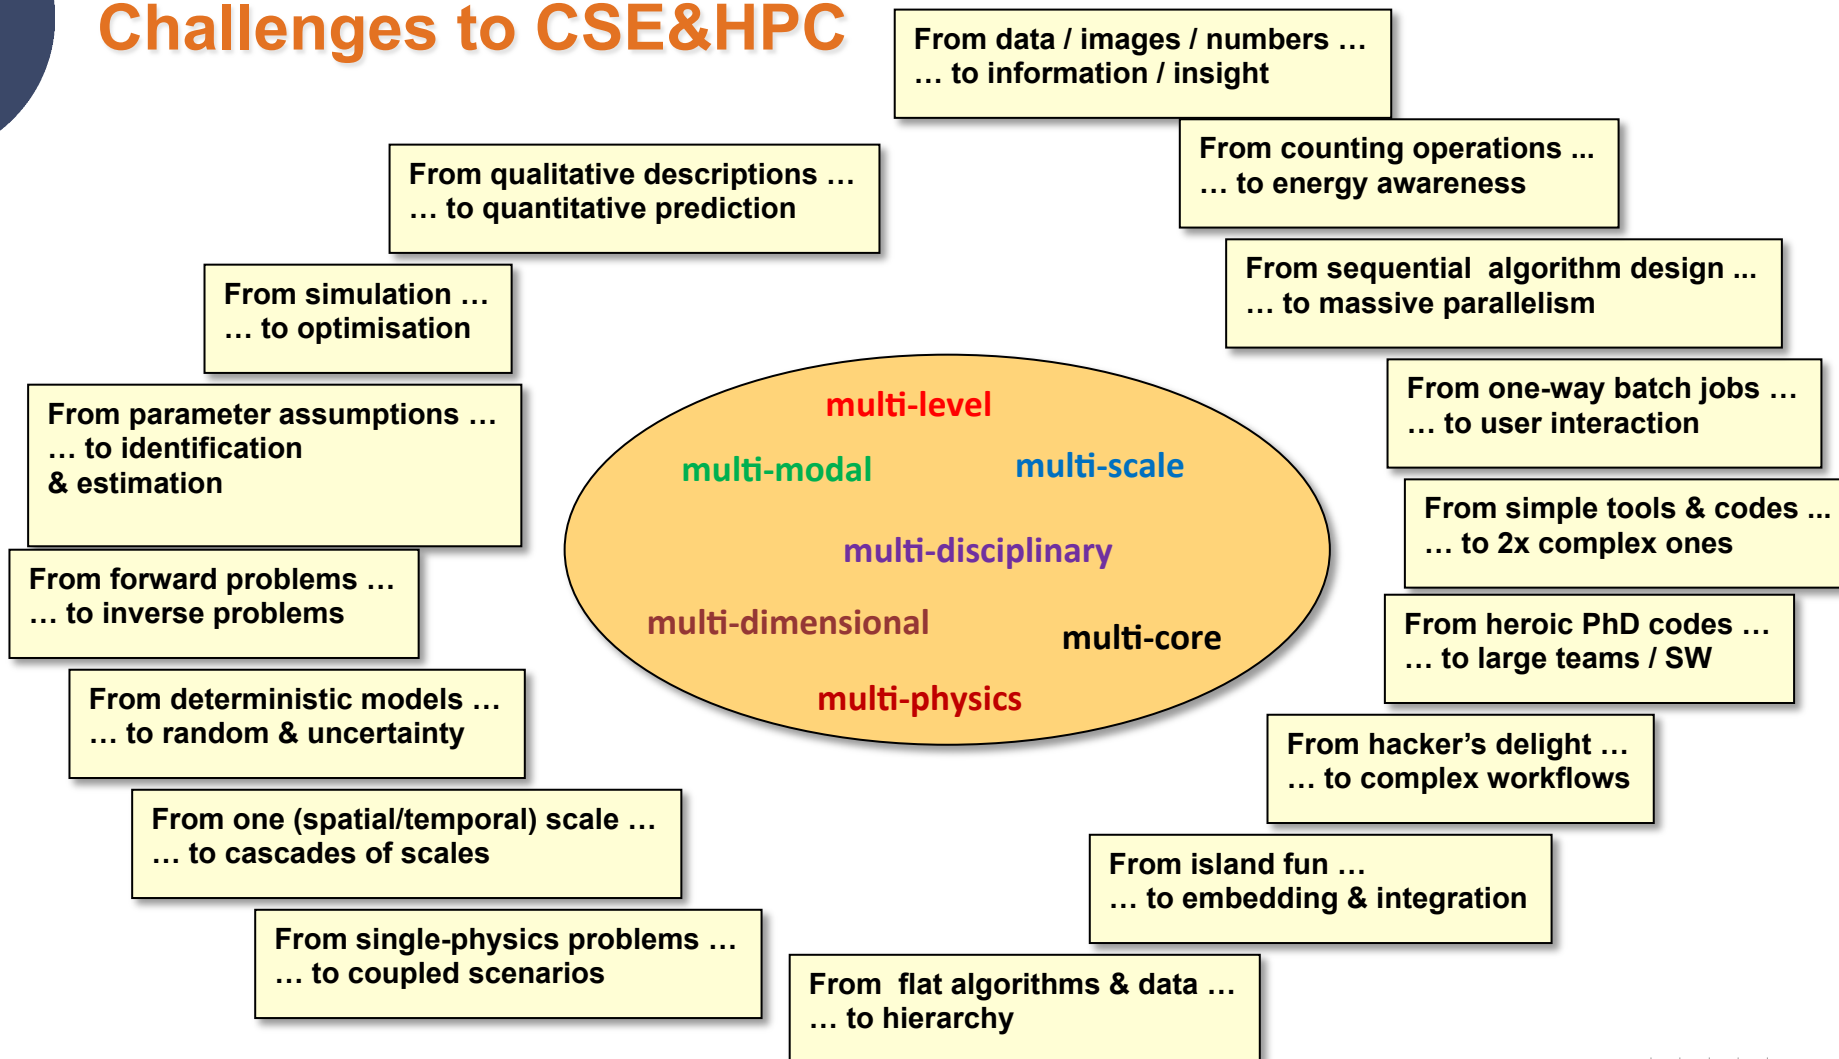 Challenges to CSE&HPC
From data / images / numbers …
… to information / insight
From counting operations ...
… to energy awareness
From qualitative descriptions …
… to quantitative prediction
From sequential algorithm design ...
… to massive parallelism
From simulation …
… to optimisation
From one-way batch jobs …
… to user interaction
From parameter assumptions …
… to identification
& estimation
multi-level
multi-modal
multi-scale
multi-disciplinary
multi-dimensional
multi-core
multi-physics
From simple tools & codes ...
… to 2x complex ones
From forward problems …
… to inverse problems
From heroic PhD codes …
… to large teams / SW
From deterministic models …
… to random & uncertainty
From hacker’s delight …
… to complex workflows
From one (spatial/temporal) scale …
… to cascades of scales
From island fun …
… to embedding & integration
From single-physics problems …
… to coupled scenarios
From flat algorithms & data …
… to hierarchy